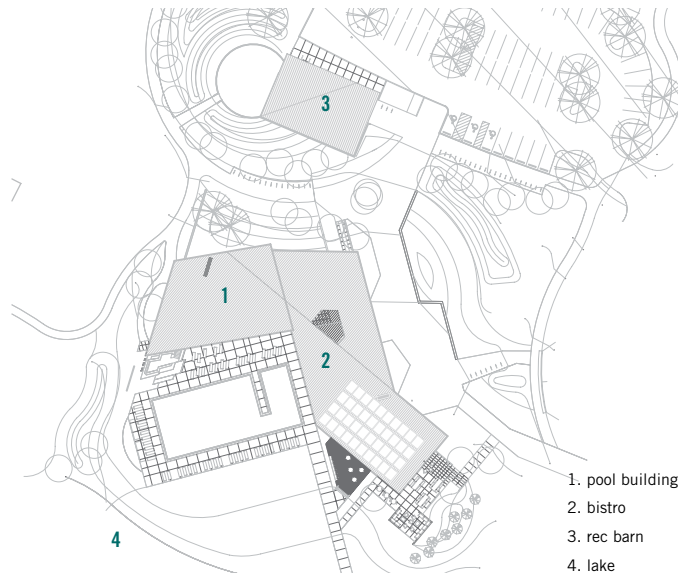 3
1
2
4
1. pool building
2. bistro
3. rec barn
4. lake